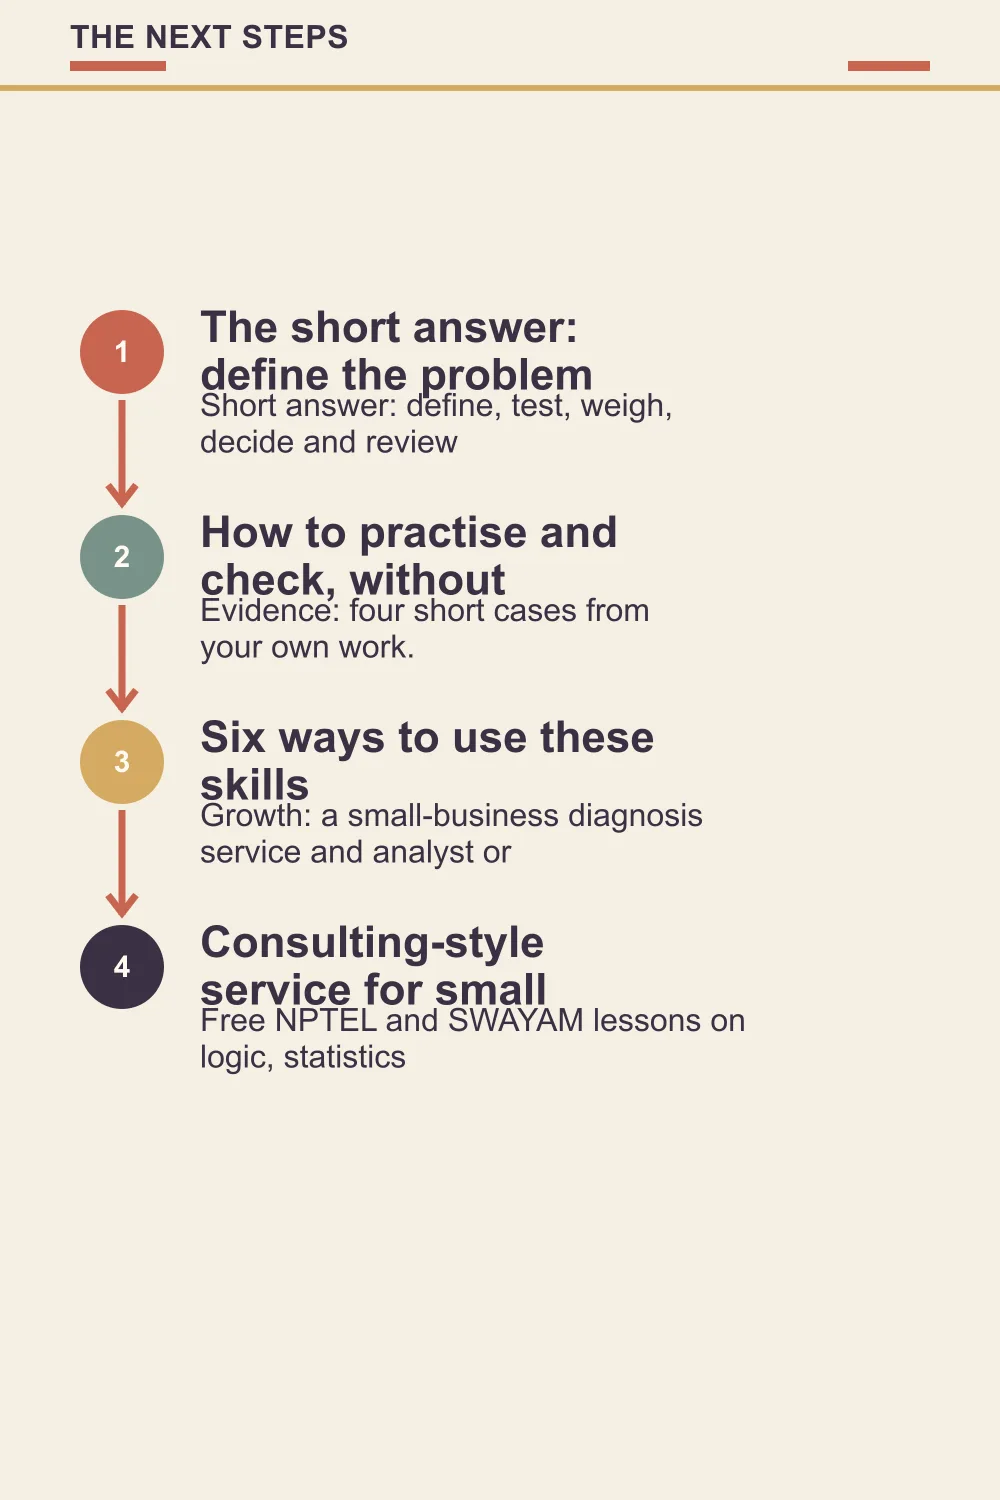 THE NEXT STEPS
1
The short answer:
define the problem
Short answer: define, test, weigh,
decide and review
2
How to practise and
check, without
Evidence: four short cases from
your own work.
3
Six ways to use these
skills
Growth: a small-business diagnosis
service and analyst or
4
Consulting-style
service for small
Free NPTEL and SWAYAM lessons on
logic, statistics